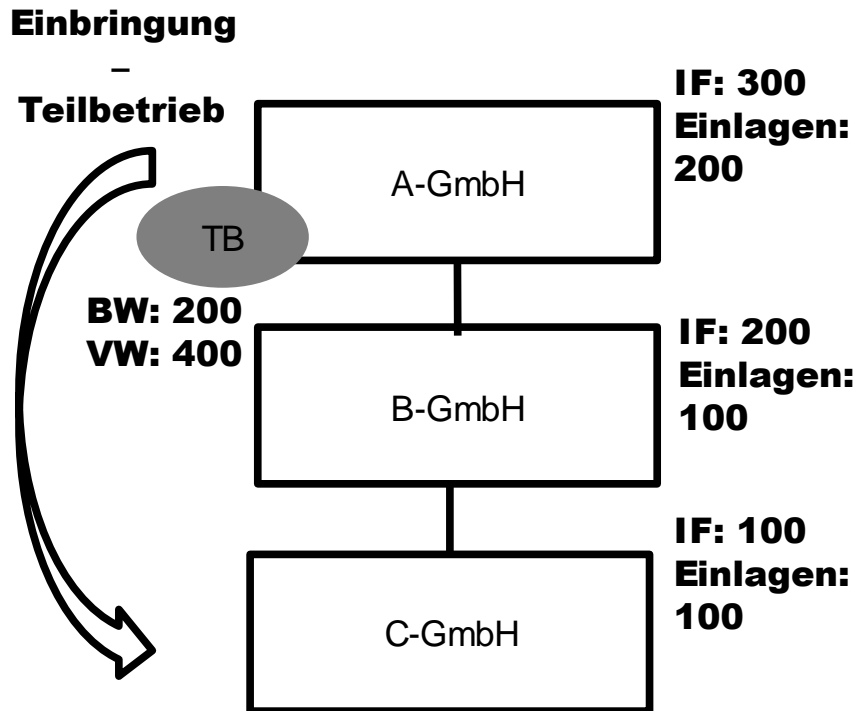 Einbringung
–
Teilbetrieb
IF: 300
Einlagen:
200
A-GmbH
TB
BW: 200
VW: 400
IF: 200
Einlagen:
100
B-GmbH
IF: 100
Einlagen:
100
C-GmbH